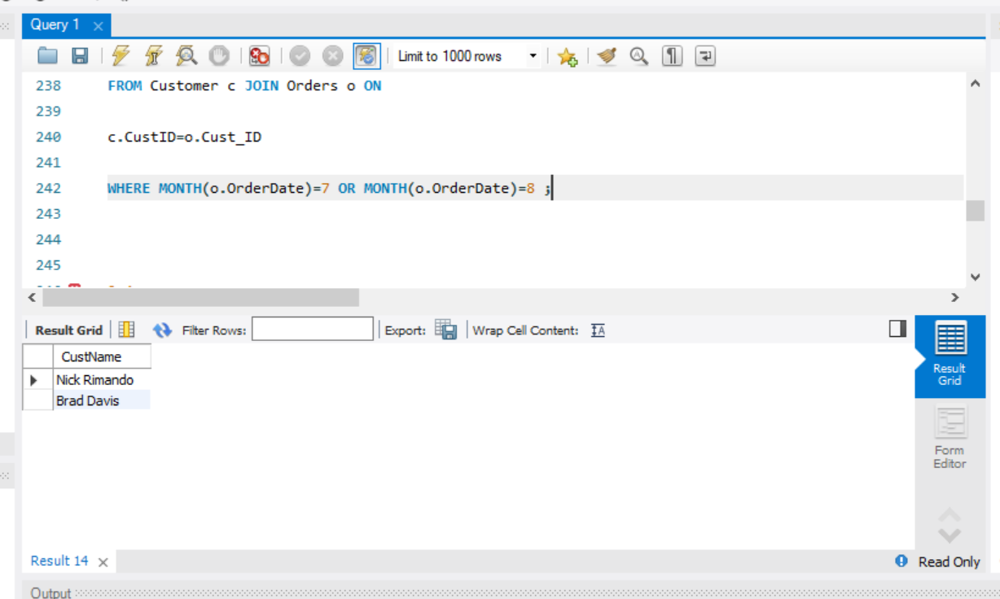 Query 1
Limit to 1000 rows
238 FROM Customer c JOIN Orders o ON
239
240 c.CustID=o.Cust_ID
241
242 WHERE MONTH(o.OrderDate)=7 OR MONTH(o.OrderDate)=8 ;
243
244
245
Result Grid Filter Rows: Export: Wrap Cell Content: IA
CustName
Nick Rimando
Brad Davis
Result
Grid
Form
Editor
Result 14
Read Only
Output